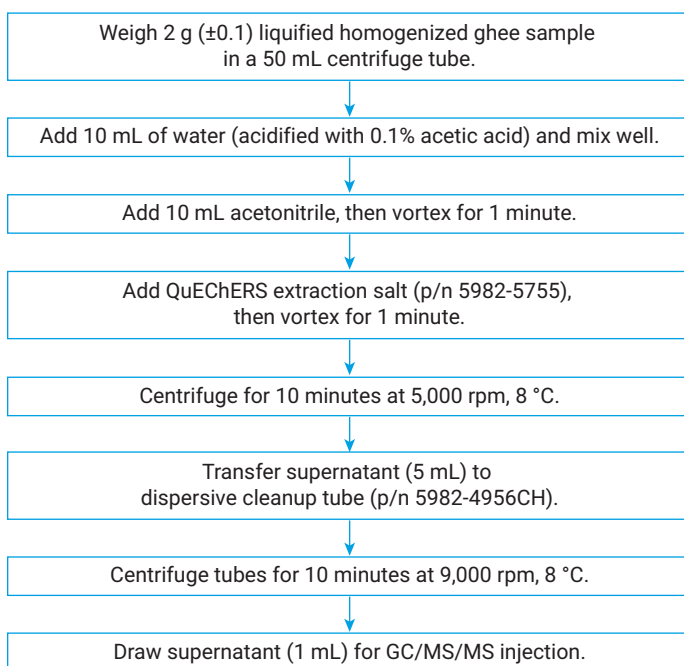 Weigh 2 g (±0.1) liquified homogenized ghee sample
in a 50 mL centrifuge tube.
Add 10 mL of water (acidified with 0.1% acetic acid) and mix well.
Add 10 mL acetonitrile, then vortex for 1 minute.
Add QuEChERS extraction salt (p/n 5982-5755),
then vortex for 1 minute.
Centrifuge for 10 minutes at 5,000 rpm, 8 °C.
Transfer supernatant (5 mL) to
dispersive cleanup tube (p/n 5982-4956CH).
Centrifuge tubes for 10 minutes at 9,000 rpm, 8 °C.
Draw supernatant (1 mL) for GC/MS/MS injection.